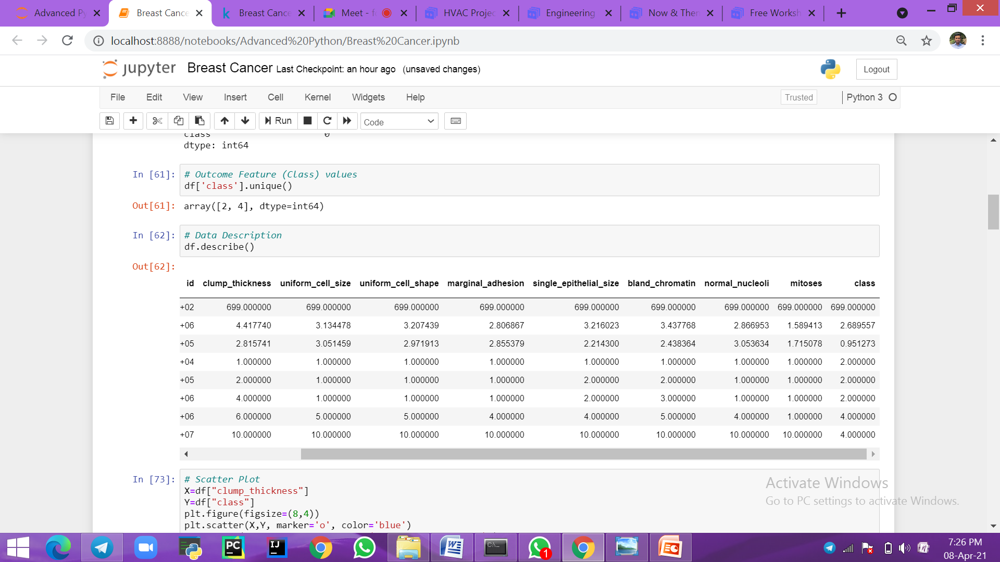 Advanced Py
Breast Cance
Breast Cance
Meet - f
HVAC Projec
Engineering
Now & Then
Free Worksh
localhost:8888/notebooks/Advanced%20Python/Breast%20Cancer.ipynb
jupyter Breast Cancer Last Checkpoint: an hour ago (unsaved changes)
Logout
File Edit View Insert Cell Kernel Widgets Help
Trusted
Python 3
Run
Code
class 0
dtype: int64
In [61]: # Outcome Feature (Class) values
df['class'].unique()
Out[61]: array([2, 4], dtype=int64)
In [62]: # Data Description
df.describe()
Out[62]:
id clump_thickness uniform_cell_size uniform_cell_shape marginal_adhesion single_epithelial_size bland_chromatin normal_nucleoli mitoses class
+02 699.000000 699.000000 699.000000 699.000000 699.000000 699.000000 699.000000 699.000000 699.000000
+06 4.417740 3.134478 3.207439 2.806867 3.216023 3.437768 2.866953 1.589413 2.689557
+05 2.815741 3.051459 2.971913 2.855379 2.214300 2.438364 3.053634 1.715078 0.951273
+04 1.000000 1.000000 1.000000 1.000000 1.000000 1.000000 1.000000 1.000000 2.000000
+05 2.000000 1.000000 1.000000 1.000000 2.000000 2.000000 1.000000 1.000000 2.000000
+06 4.000000 1.000000 1.000000 1.000000 2.000000 3.000000 1.000000 1.000000 2.000000
+06 6.000000 5.000000 5.000000 4.000000 4.000000 5.000000 4.000000 1.000000 4.000000
+07 10.000000 10.000000 10.000000 10.000000 10.000000 10.000000 10.000000 10.000000 4.000000
In [73]: # Scatter Plot
X=df["clump_thickness"]
Y=df["class"]
plt.figure(figsize=(8,4))
plt.scatter(X,Y, marker='o', color='blue')
Activate Windows
Go to PC settings to activate Windows.
PC
IJ
1
7:26 PM
08-Apr-21